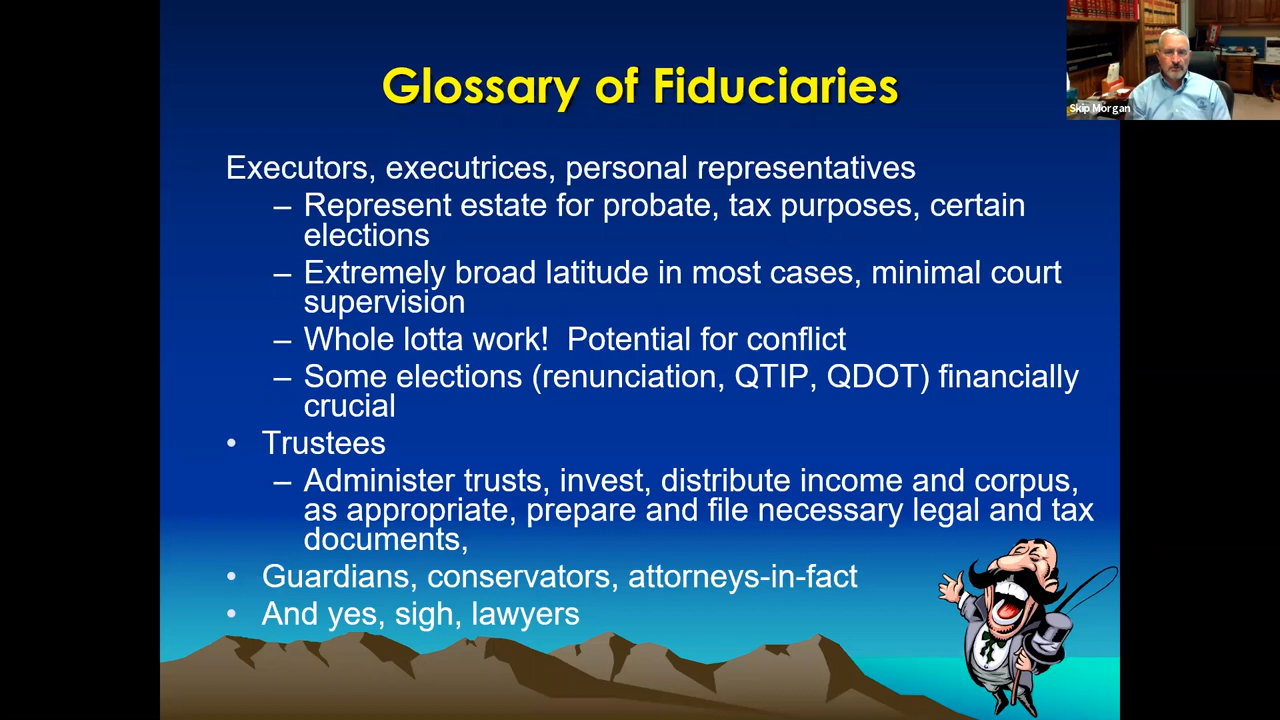 Glossary of Fiduciaries
Skip Morgan
Executors, executrices, personal representatives
– Represent estate for probate, tax purposes, certain
elections
– Extremely broad latitude in most cases, minimal court
supervision
– Whole lotta work!  Potential for conflict
– Some elections (renunciation, QTIP, QDOT) financially
crucial
• Trustees
– Administer trusts, invest, distribute income and corpus,
as appropriate, prepare and file necessary legal and tax
documents,
• Guardians, conservators, attorneys-in-fact
• And yes, sigh, lawyers